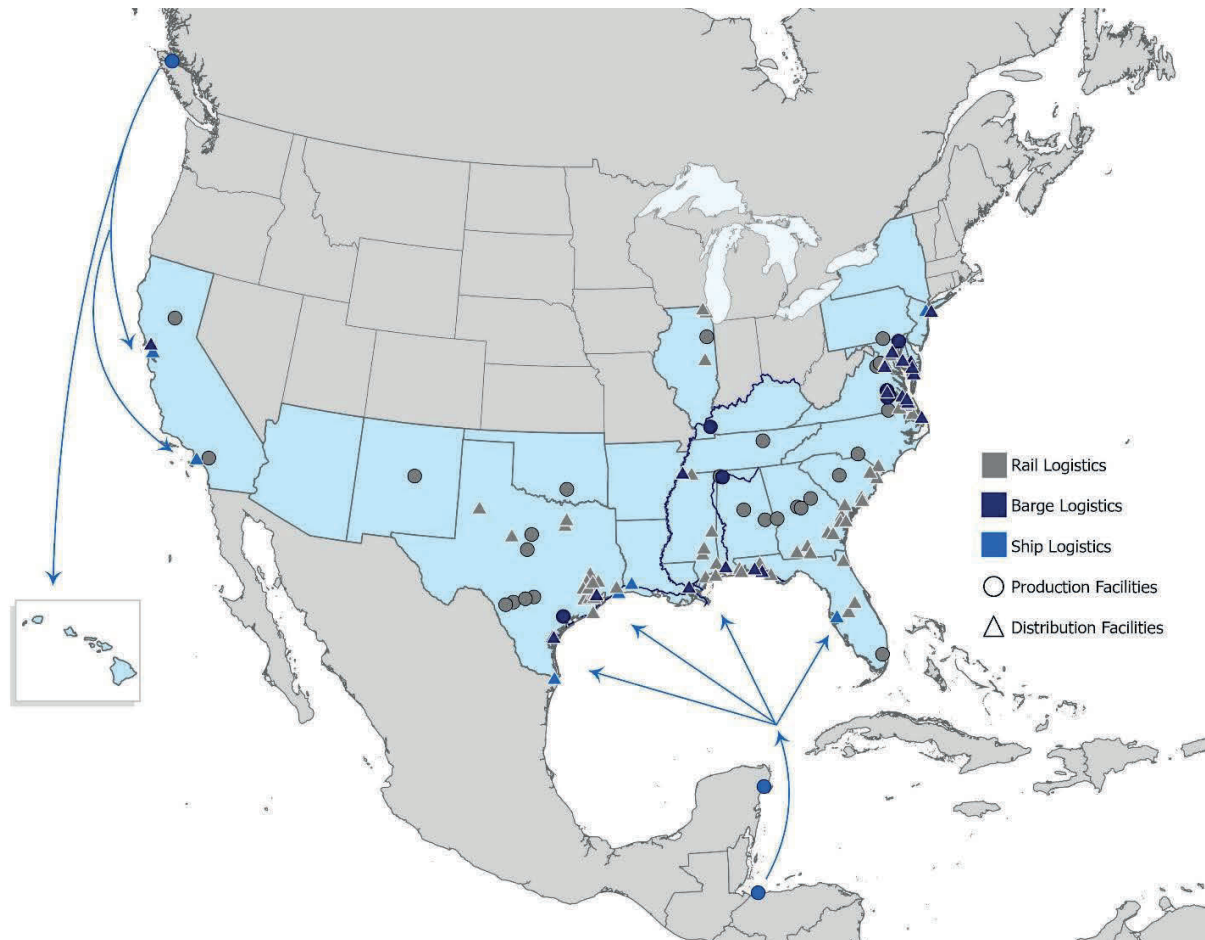 Rail Logistics
Barge Logistics
Ship Logistics
Production Facilities
Distribution Facilities